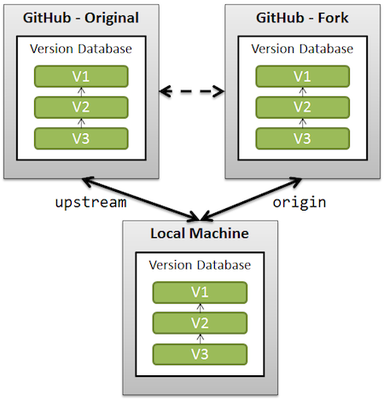 GitHub - Original
Version Database
V1
V2
V3
GitHub - Fork
Version Database
V1
V2
V3
upstream
origin
Local Machine
Version Database
V1
V2
V3